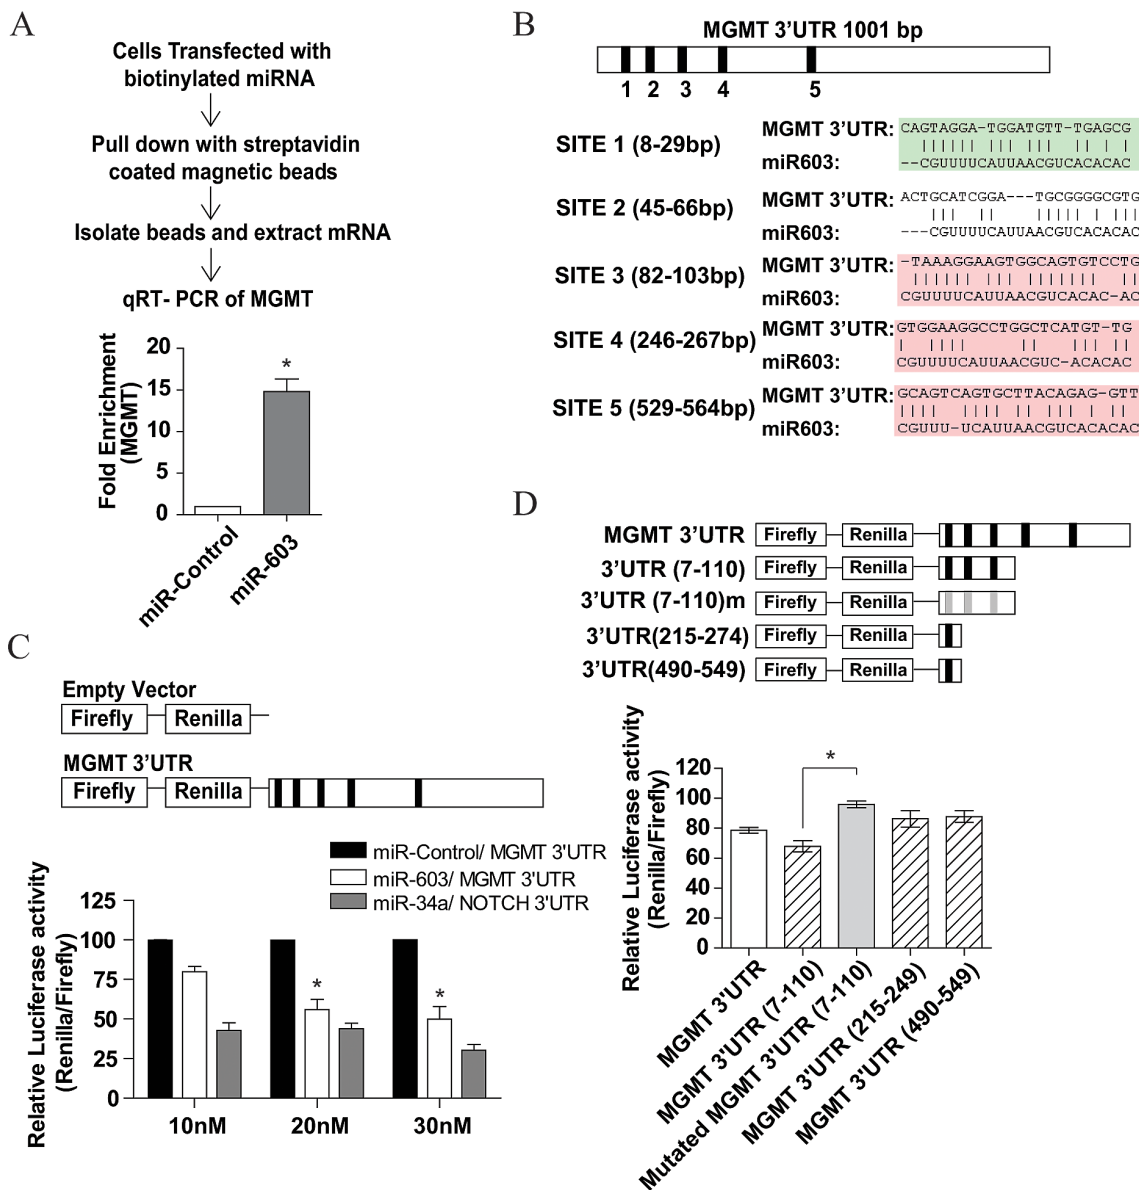 A
Cells Transfected with
biotinylated miRNA
Pull down with streptavidin
coated magnetic beads
Isolate beads and extract mRNA
qRT- PCR of MGMT
Fold Enrichment
(MGMT)
20
15
10
5
0
*
miR-Control
miR-603
B
MGMT 3'UTR 1001 bp
1 2 3 4 5
SITE 1 (8-29bp)
MGMT 3'UTR: CAGTAGGA-TGGATGTT-TGAGCG
miR603: --CGUUUUCAUUAACGUCACACAC
SITE 2 (45-66bp)
MGMT 3'UTR: ACTGCATCGGA---TGCGGGGCGTG
miR603: ---CGUUUUCAUUAACGUCACACAC
SITE 3 (82-103bp)
MGMT 3'UTR: -TAAAGGAAGTGGCAGTGTCCTG
miR603: CGUUUUCAUUAACGUCACAC-AC
SITE 4 (246-267bp)
MGMT 3'UTR: GTGGAAGGCCTGGCTCATGT-TG
miR603: CGUUUUCAUUAACGUC-ACACAC
SITE 5 (529-564bp)
MGMT 3'UTR: GCAGTCAGTGCTTACAGAG-GTT
miR603: CGUUU-UCAUUAACGUCACACAC
C
Empty Vector
Firefly Renilla
MGMT 3'UTR
Firefly Renilla
miR-Control/ MGMT 3'UTR
miR-603/ MGMT 3'UTR
miR-34a/ NOTCH 3'UTR
Relative Luciferase activity
(Renilla/Firefly)
125
100
75
50
25
0
* *
10nM 20nM 30nM
D
MGMT 3'UTR Firefly Renilla
3'UTR (7-110) Firefly Renilla
3'UTR (7-110)m Firefly Renilla
3'UTR(215-274) Firefly Renilla
3'UTR(490-549) Firefly Renilla
Relative Luciferase activity
(Renilla/Firefly)
120
100
80
60
40
20
0
*
MGMT 3'UTR
MGMT 3'UTR (7-110)
Mutated MGMT 3'UTR (7-110)
MGMT 3'UTR (215-249)
MGMT 3'UTR (490-549)